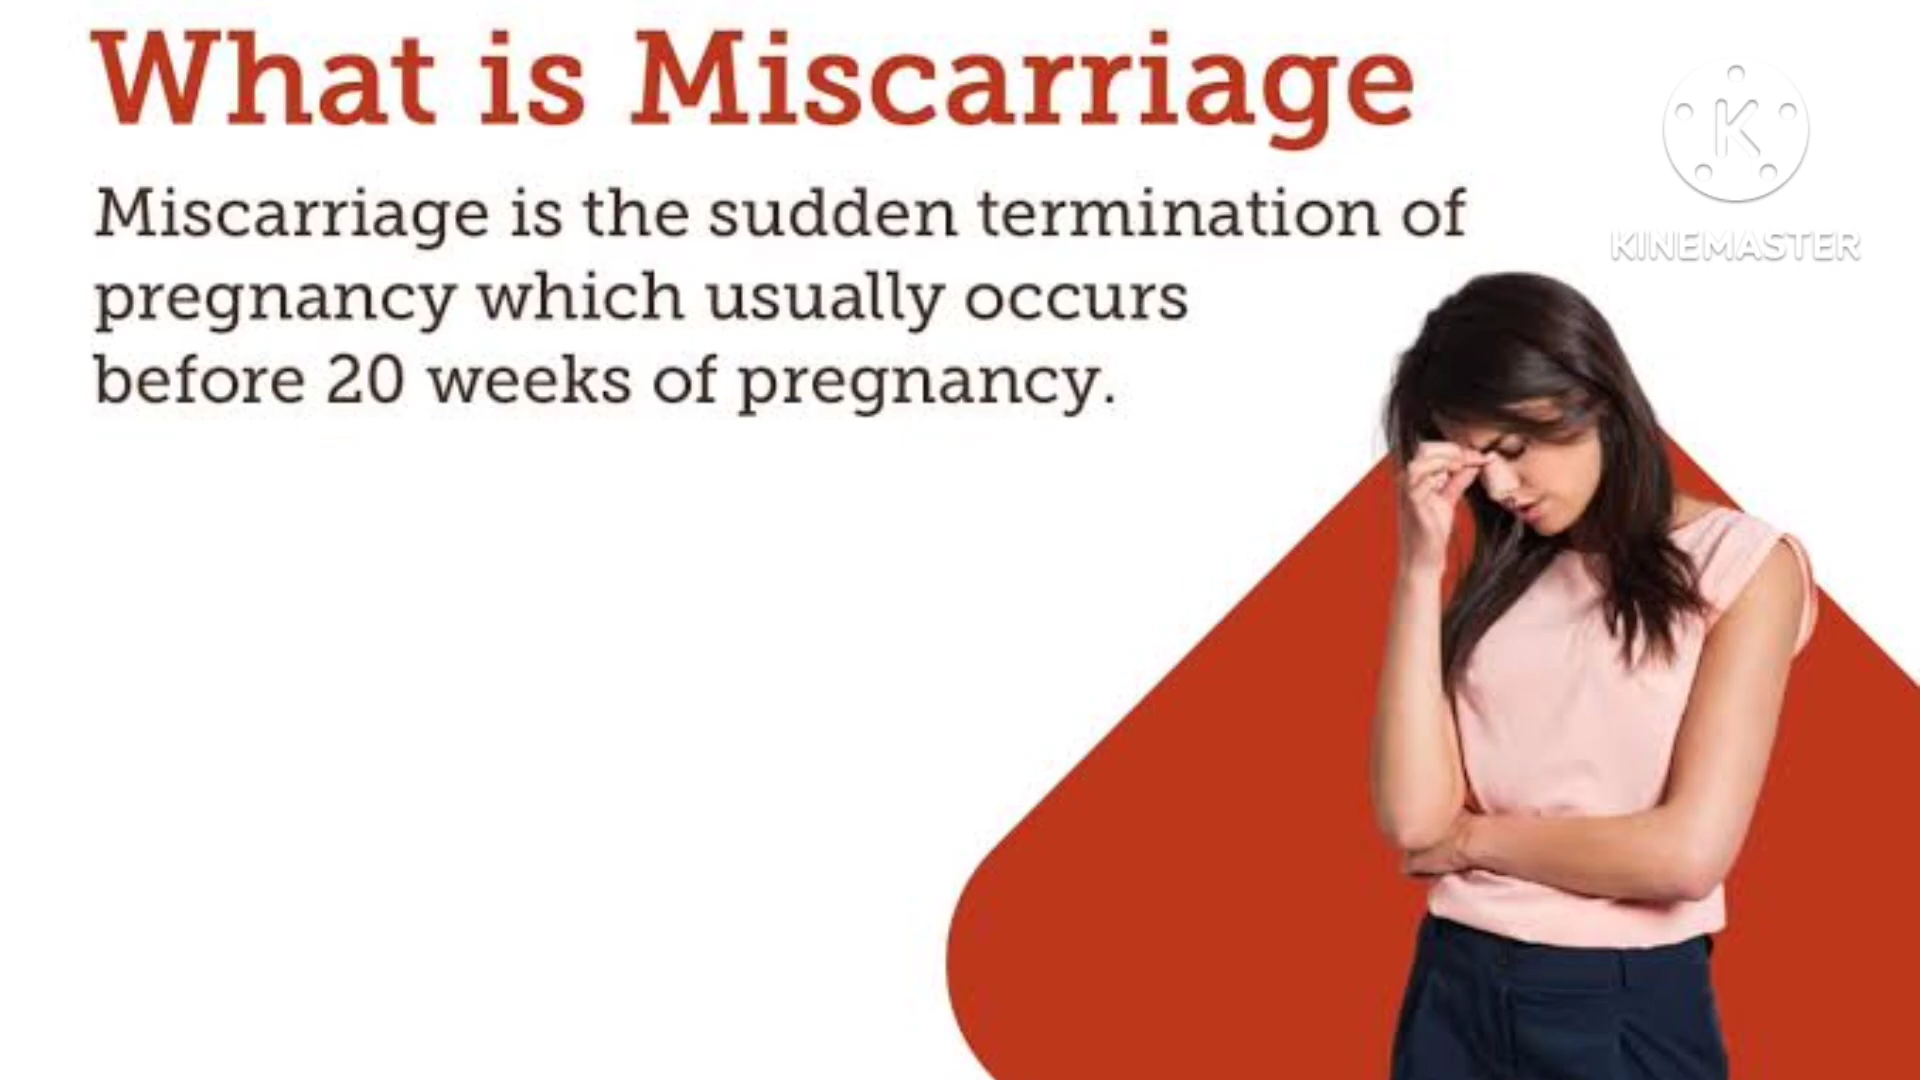 What is Miscarriage
Miscarriage is the sudden termination of
pregnancy which usually occurs
before 20 weeks of pregnancy.
K
KINEMASTER